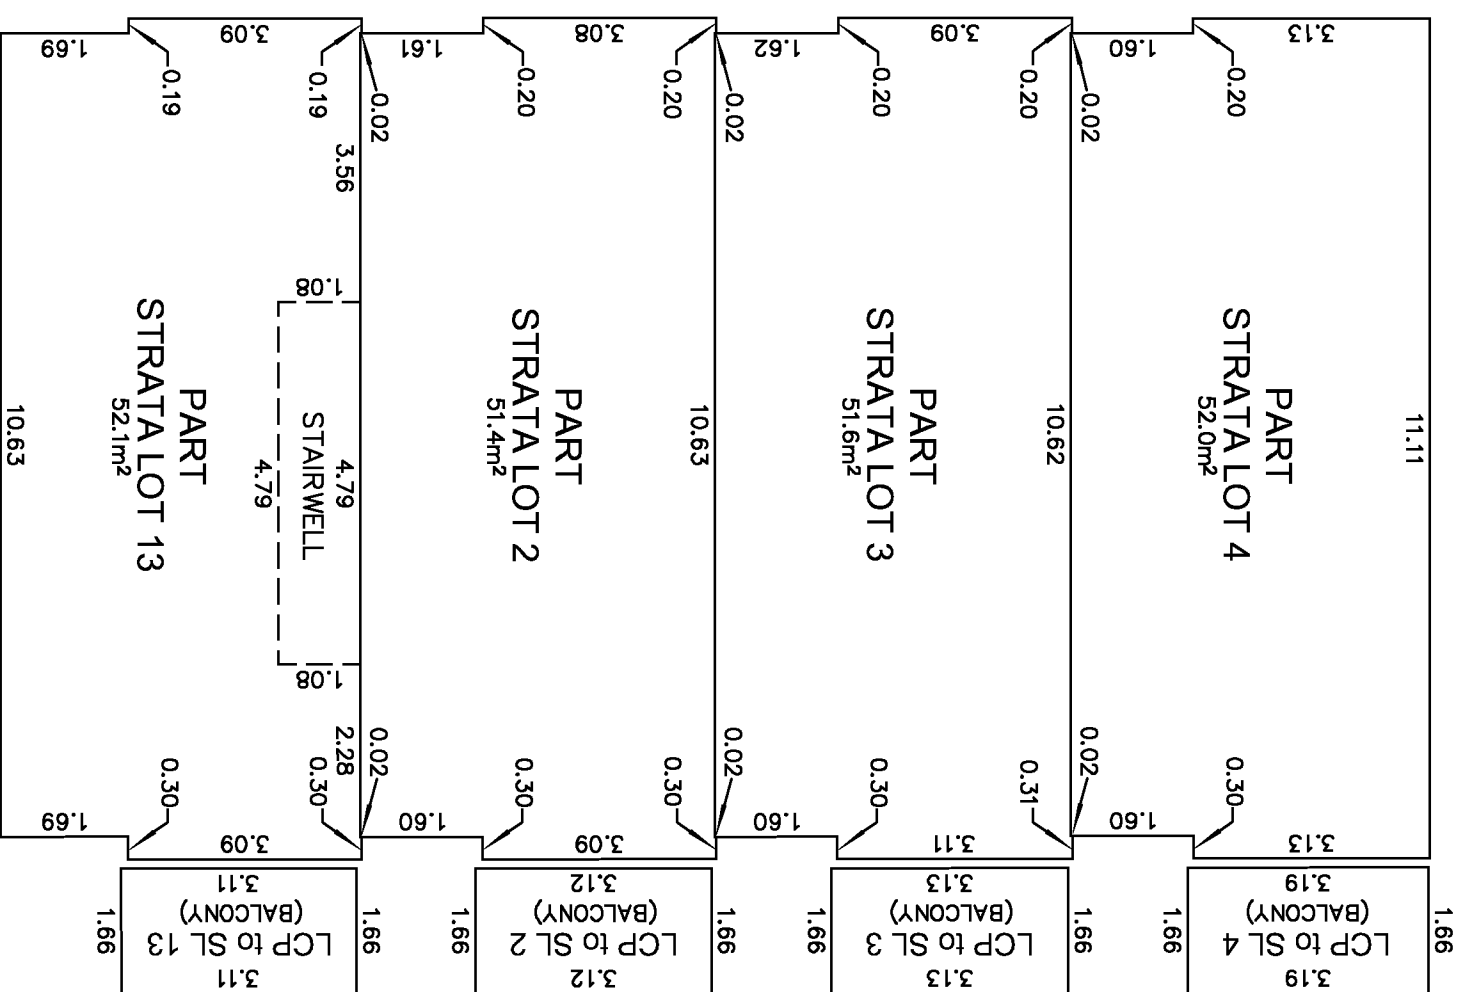 1.69
3.09
1.61
3.08
1.62
3.09
1.60
3.13
0.19
0.19
0.02
0.20
0.20
0.02
0.20
0.20
0.02
0.20
3.56
1.08
PART
STRATA LOT 13
52.1m²
STAIRWELL
4.79
4.79
1.08
2.28
10.63
PART
STRATA LOT 2
51.4m²
10.63
PART
STRATA LOT 3
51.6m²
10.62
PART
STRATA LOT 4
52.0m²
11.11
0.30
0.30
0.02
0.30
0.30
0.02
0.30
0.31
0.02
0.30
1.69
3.09
1.60
3.09
1.60
3.11
1.60
3.13
1.66
3.11
LCP to SL 13
(BALCONY)
3.11
1.66
3.12
LCP to SL 2
(BALCONY)
3.12
1.66
1.66
3.13
LCP to SL 3
(BALCONY)
3.13
1.66
1.66
3.19
LCP to SL 4
(BALCONY)
3.19
1.66